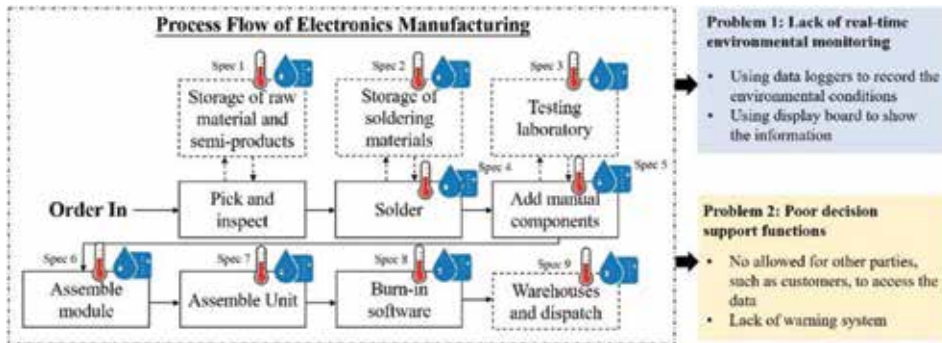 Process Flow of Electronics Manufacturing
Spec 1
Storage of raw
material and
semi-products
Spec 2
Storage of
soldering
materials
Spec 3
Testing
laboratory
Order In
Pick and
inspect
Spec 4
Solder
Spec 5
Add manual
components
Spec 6
Assemble
module
Spec 7
Assemble Unit
Spec 8
Burn-in
software
Spec 9
Warehouses
and dispatch
Problem 1: Lack of real-time
environmental monitoring
• Using data loggers to record the
environmental conditions
• Using display board to show
the information
Problem 2: Poor decision
support functions
• No allowed for other parties,
such as customers, to access the
data
• Lack of warning system